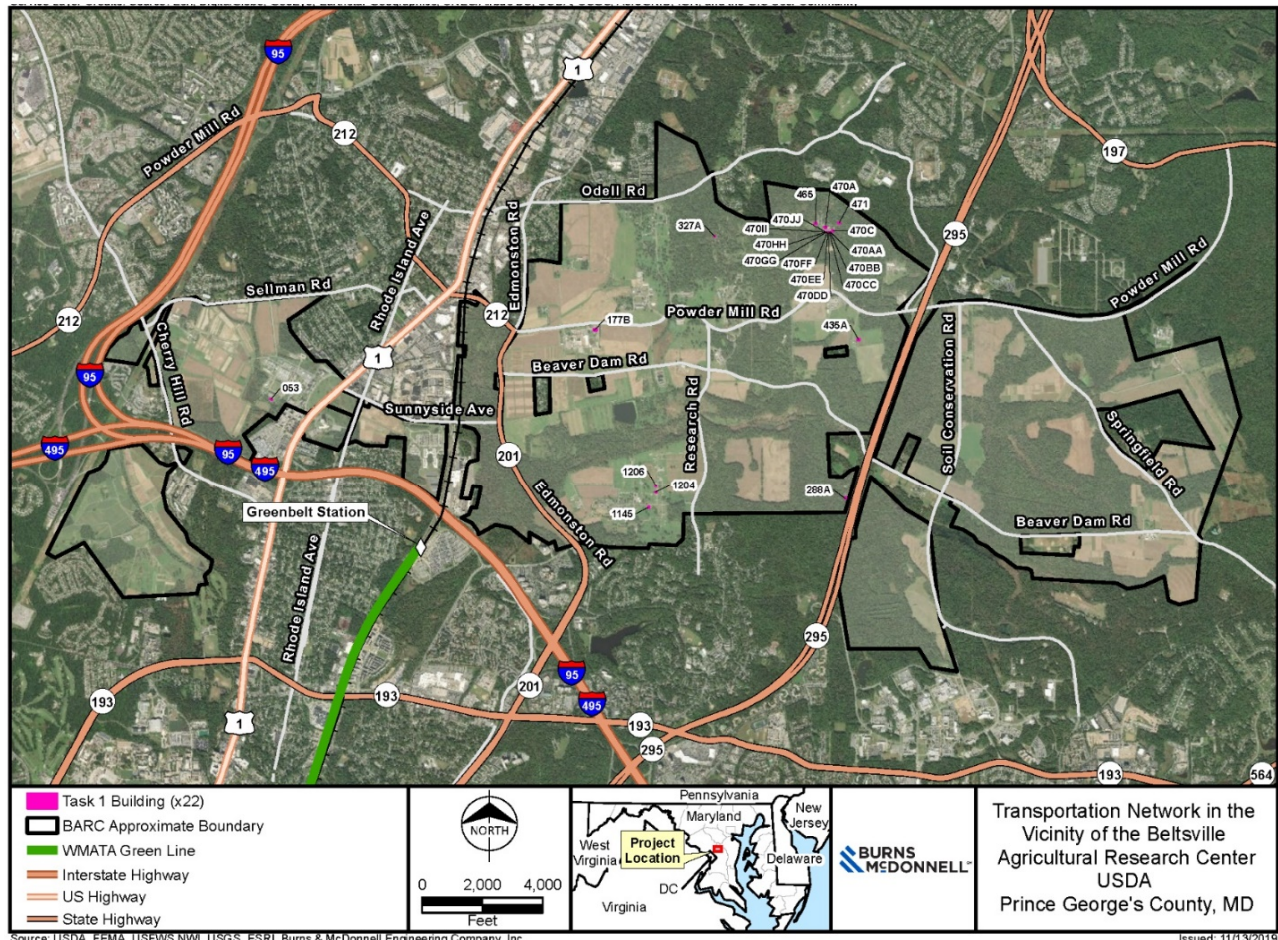 95
1
Powder Mill Rd
212
197
Odell Rd
Edmonston Rd
465
470A
471
327A
470JJ
470II
470C
470HH
470AA
470GG
470FF
470BB
470EE
470CC
470DD
295
Rhode Island Ave
Sellman Rd
Powder Mill Rd
Powder Mill Rd
212
212
177B
435A
Cherry Hill Rd
1
Beaver Dam Rd
95
053
Sunnyside Ave
Research Rd
Soil Conservation Rd
Springfield Rd
495
95
495
201
1206
1204
288A
1145
Greenbelt Station
Edmonston Rd
Beaver Dam Rd
Rhode Island Ave
295
95
201
193
193
495
1
193
295
193
564
Task 1 Building (x22)
BARC Approximate Boundary
WMATA Green Line
Interstate Highway
US Highway
State Highway
NORTH
0 2,000 4,000
Feet
Pennsylvania
Maryland
New
Jersey
West
Virginia
Project
Location
Delaware
DC
Virginia
BURNS
McDONNELL
Transportation Network in the
Vicinity of the Beltsville
Agricultural Research Center
USDA
Prince George's County, MD
Source: USDA, FEMA, USFWS NWI, USGS, ESRI, Burns & McDonnell Engineering Company, Inc.
Issued: 11/13/2019